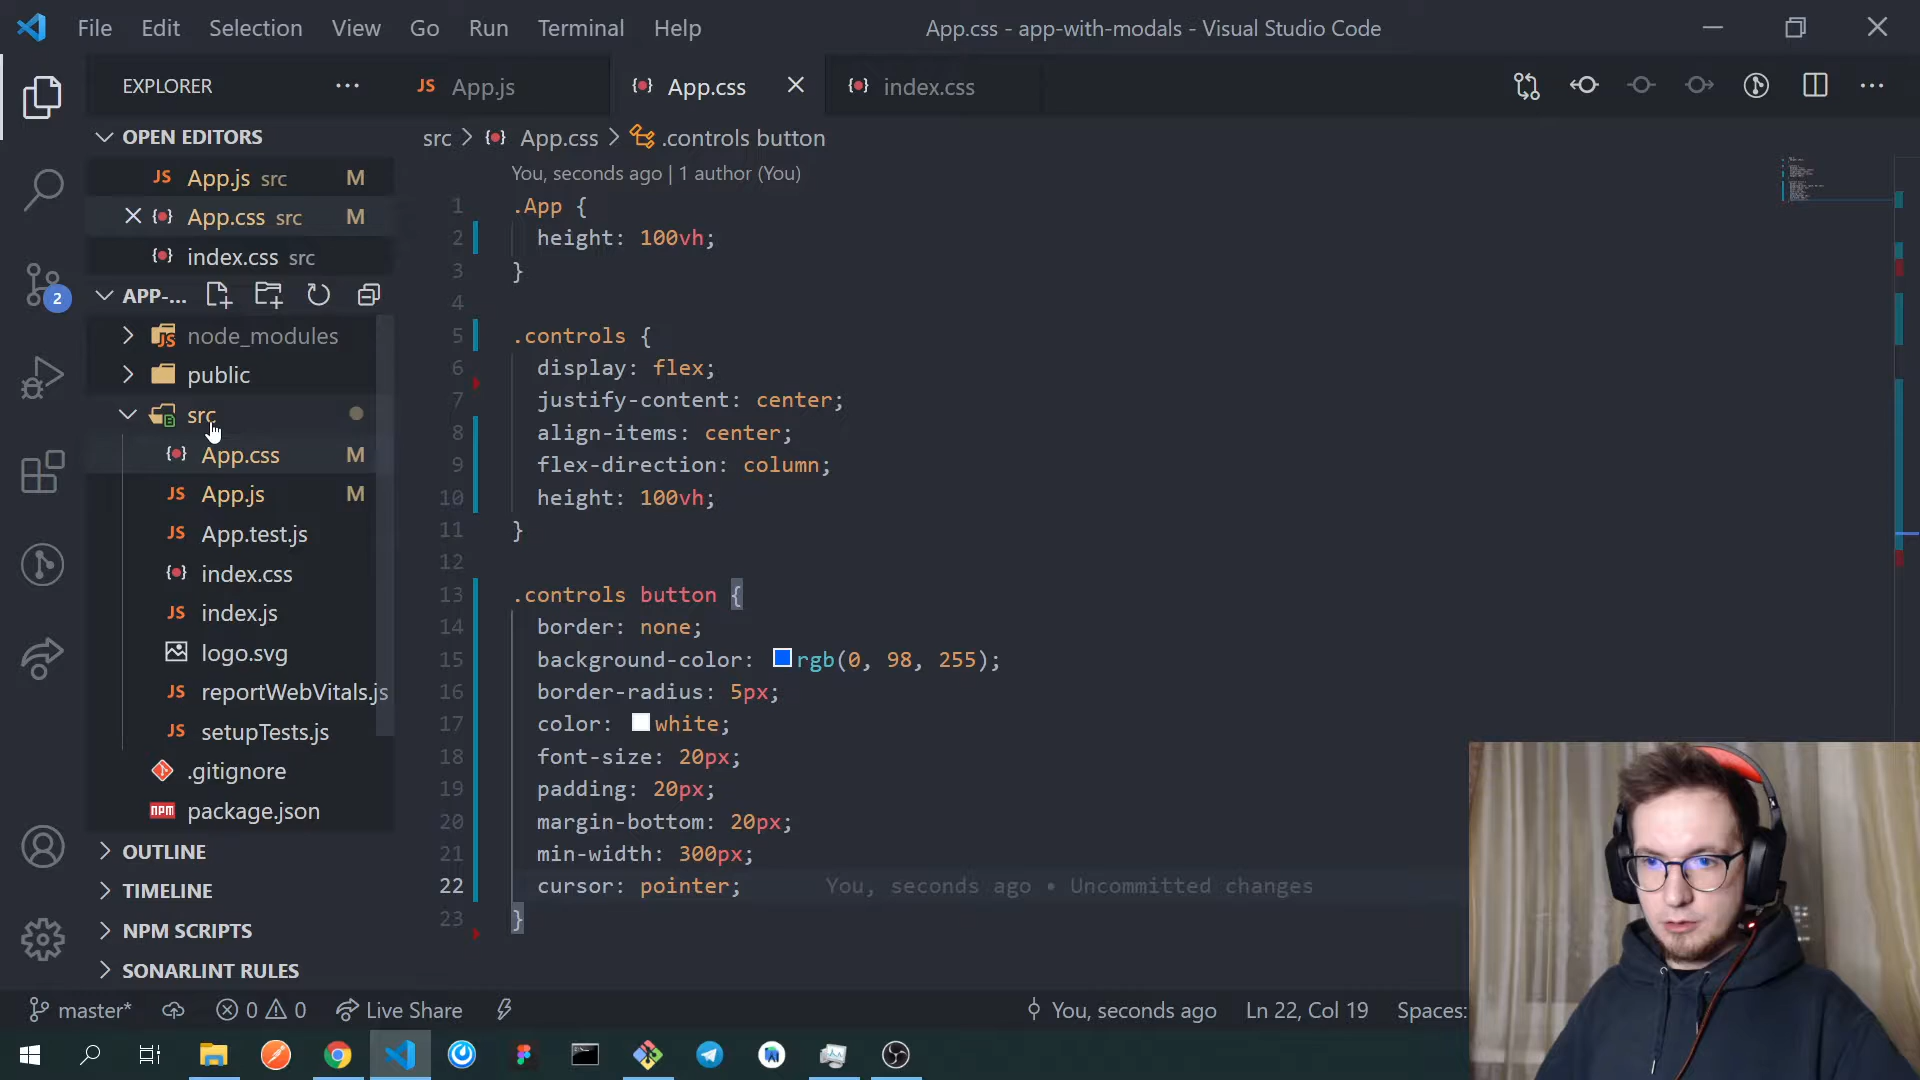 File Edit Selection View Go Run Terminal Help
App.css - app-with-modals - Visual Studio Code
EXPLORER
App.js
App.css
index.css
OPEN EDITORS
App.js src M
App.css src M
index.css src
APP-...
node_modules
public
src
App.css M
App.js M
App.test.js
index.css
index.js
logo.svg
reportWebVitals.js
setupTests.js
.gitignore
package.json
OUTLINE
TIMELINE
NPM SCRIPTS
SONARLINT RULES
2
src > App.css > .controls button
You, seconds ago | 1 author (You)
1 .App {
2 height: 100vh;
3 }
4
5 .controls {
6 display: flex;
7 justify-content: center;
8 align-items: center;
9 flex-direction: column;
10 height: 100vh;
11 }
12
13 .controls button {
14 border: none;
15 background-color: rgb(0, 98, 255);
16 border-radius: 5px;
17 color: white;
18 font-size: 20px;
19 padding: 20px;
20 margin-bottom: 20px;
21 min-width: 300px;
22 cursor: pointer; You, seconds ago • Uncommitted changes
23 }
master* 0 0 Live Share
You, seconds ago Ln 22, Col 19 Spaces: